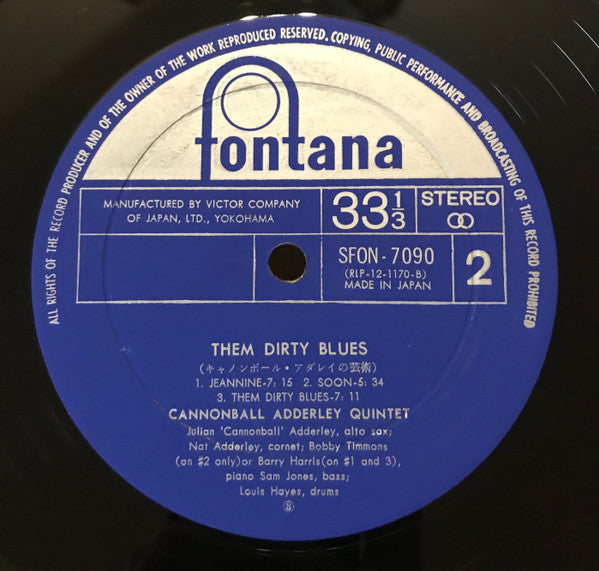 ALL RIGHTS OF THE RECORD PRODUCER AND OF THE OWNER OF THE WORK REPRODUCED RESERVED. COPYING, PUBLIC PERFORMANCE AND BROADCASTING OF THIS RECORD PROHIBITED
fontana
MANUFACTURED BY VICTOR COMPANY
OF JAPAN, LTD., YOKOHAMA
33 1/3
STEREO
SFON-7090
(RLP-12-1170-B)
MADE IN JAPAN
2
THEM DIRTY BLUES
(キャノンボール・アダレイの芸術)
1. JEANNINE-7: 15 2. SOON-5: 34
3. THEM DIRTY BLUES-7: 11
CANNONBALL ADDERLEY QUINTET
Julian 'Cannonball' Adderley, alto sax;
Nat Adderley, cornet; Bobby Timmons
(on #2 only) or Barry Harris (on #1 and 3),
piano Sam Jones, bass;
Louis Hayes, drums
Ⓢ